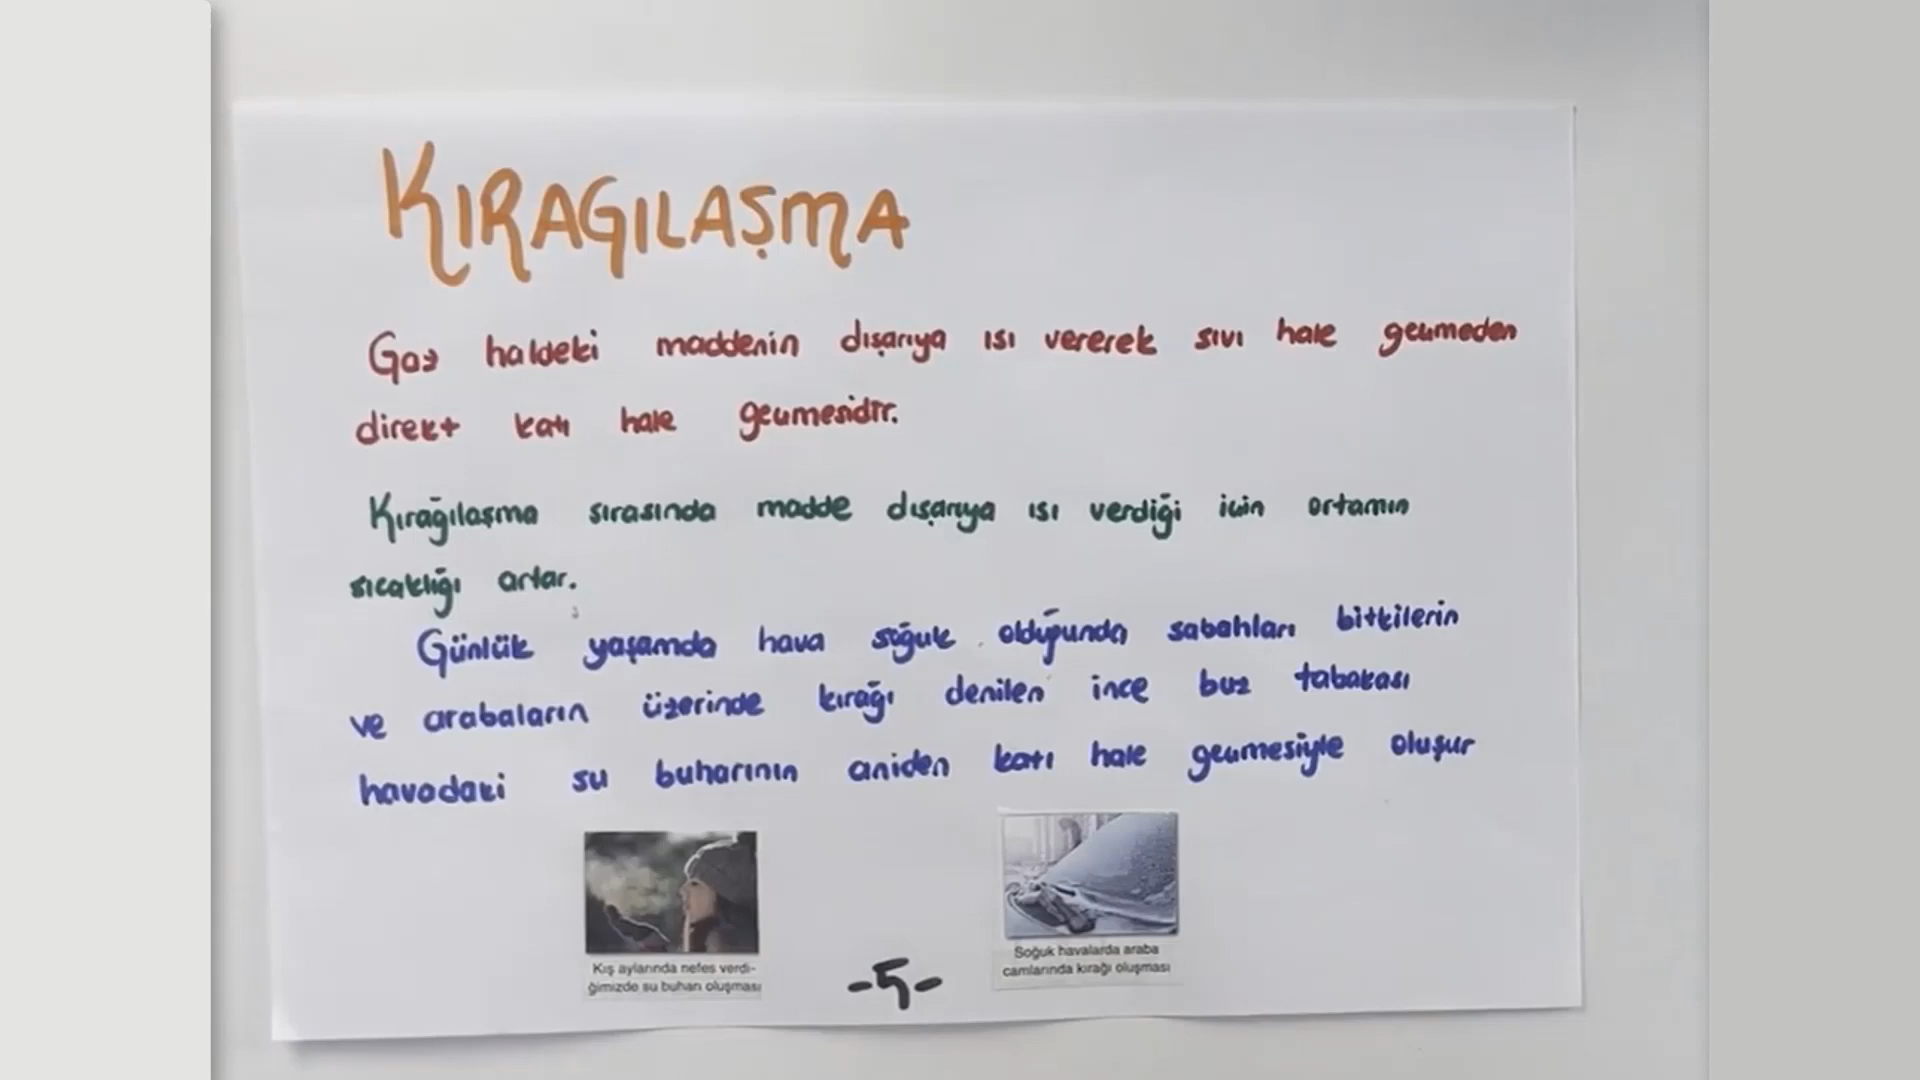 KIRAGILAŞMA
Gaz haldeki maddenin dışarıya ısı vererek sıvı hale geçmeden
direkt katı hale geçmesidir.
Kırağılaşma sırasında madde dışarıya ısı verdiği için ortamın
sıcaklığı artar.
Günlük yaşamda hava soğuk olduğunda sabahları bitkilerin
ve arabaların üzerinde kırağı denilen ince buz tabakası
havadaki su buharının aniden katı hale geçmesiyle oluşur
Kış aylarında nefes verdi-
ğimizde su buharı oluşması
Soğuk havalarda araba
camlarında kırağı oluşması
-5-